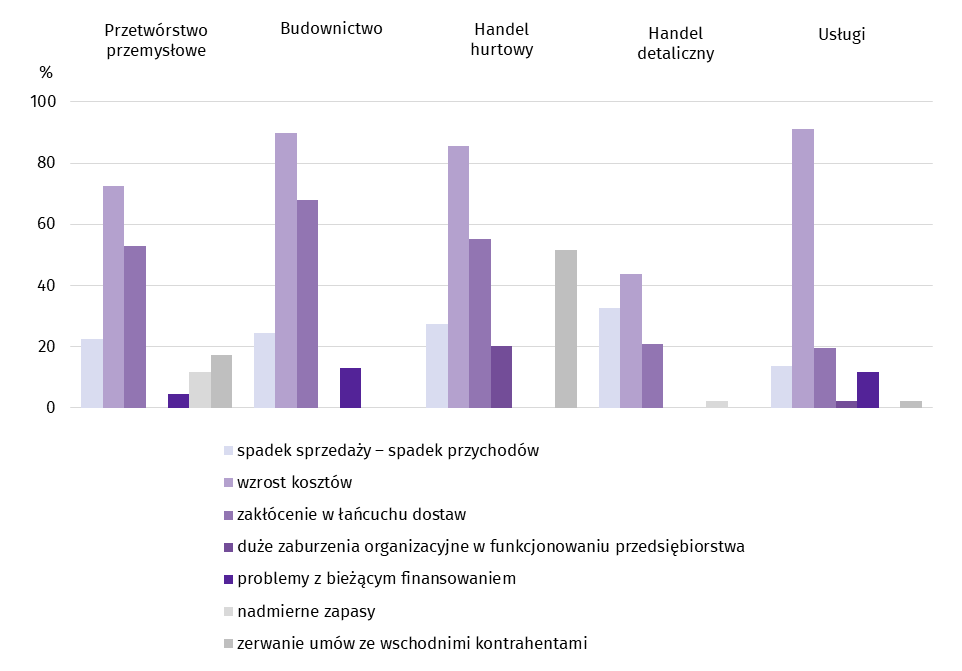 Przetwórstwo
przemysłowe
Budownictwo
Handel
hurtowy
Handel
detaliczny
Usługi
%
100
80
60
40
20
0
spadek sprzedaży – spadek przychodów
wzrost kosztów
zakłócenie w łańcuchu dostaw
duże zaburzenia organizacyjne w funkcjonowaniu przedsiębiorstwa
problemy z bieżącym finansowaniem
nadmierne zapasy
zerwanie umów ze wschodnimi kontrahentami